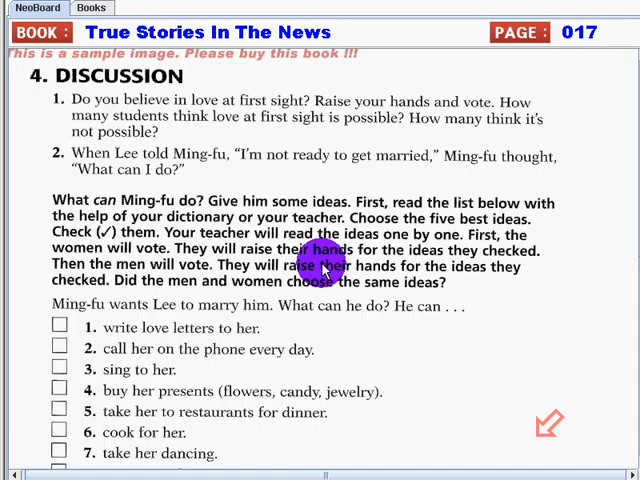 NeoBoard Books
BOOK : True Stories In The News PAGE : 017
This is a sample image. Please buy this book !!!
4. DISCUSSION
1. Do you believe in love at first sight? Raise your hands and vote. How
many students think love at first sight is possible? How many think it's
not possible?
2. When Lee told Ming-fu, "I'm not ready to get married," Ming-fu thought,
"What can I do?"
What can Ming-fu do? Give him some ideas. First, read the list below with
the help of your dictionary or your teacher. Choose the five best ideas.
Check (✓) them. Your teacher will read the ideas one by one. First, the
women will vote. They will raise their hands for the ideas they checked.
Then the men will vote. They will raise their hands for the ideas they
checked. Did the men and women choose the same ideas?
Ming-fu wants Lee to marry him. What can he do? He can . . .
1. write love letters to her.
2. call her on the phone every day.
3. sing to her.
4. buy her presents (flowers, candy, jewelry).
5. take her to restaurants for dinner.
6. cook for her.
7. take her dancing.